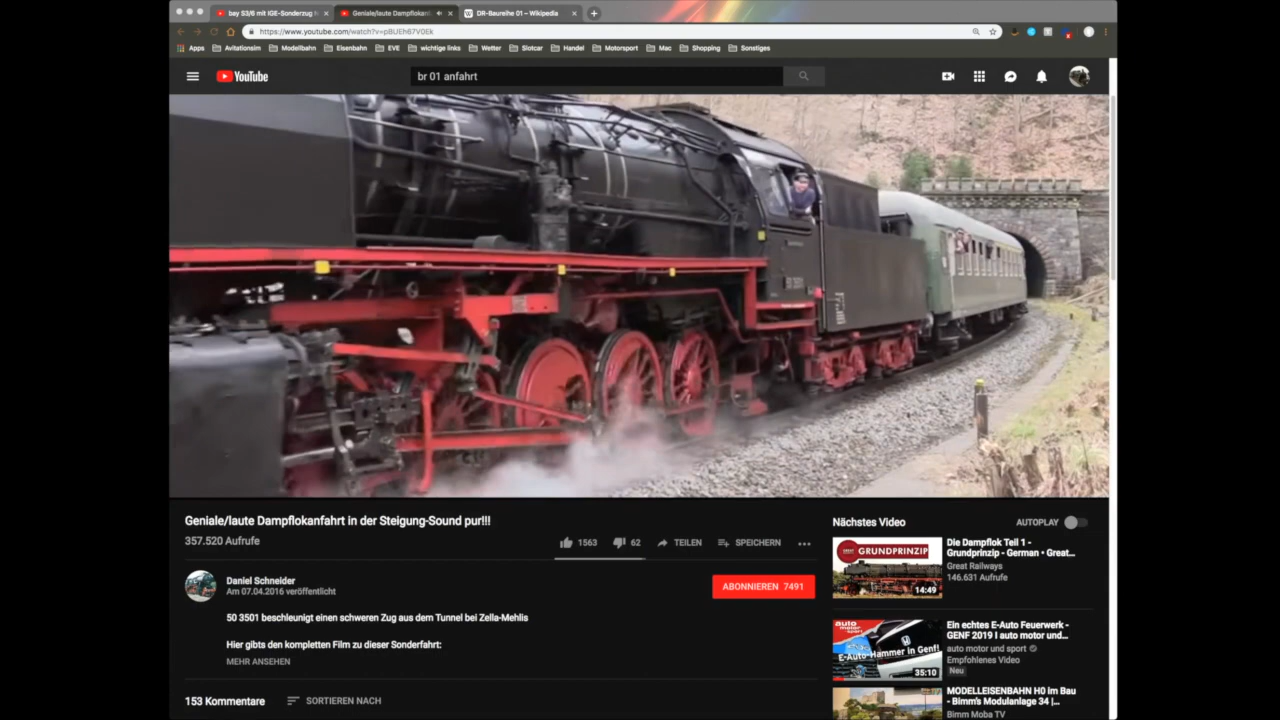 bay S3/6 mit IGE-Sonderzug
Geniale/laute Dampflokan
DR-Baureihe 01 – Wikipedia
https://www.youtube.com/watch?v=pBUEhB7V0Ek
Apps Avitationsim Modellbahn Eisenbahn EVE wichtige links Wetter Slotcar Handel Motorsport Mac Shopping Sonstiges
YouTube
br 01 anfahrt
Geniale/laute Dampflokanfahrt in der Steigung-Sound pur!!!
357.520 Aufrufe
1563 62 TEILEN SPEICHERN
Daniel Schneider
Am 07.04.2016 veröffentlicht
ABONNIEREN 7491
50 3501 beschleunigt einen schweren Zug aus dem Tunnel bei Zella-Mehlis
Hier gibts den kompletten Film zu dieser Sonderfahrt:
MEHR ANSEHEN
153 Kommentare SORTIEREN NACH
Nächstes Video AUTOPLAY
GRUNDPRINZIP
14:49
Die Dampflok Teil 1 -
Grundprinzip - German • Great...
Great Railways
146.631 Aufrufe
auto motor und sport
E-Auto-Hammer in Genf!
35:10
Ein echtes E-Auto Feuerwerk -
GENF 2019 I auto motor und...
auto motor und sport
Empfohlenes Video
Neu
MODELLEISENBAHN H0 im Bau
- Bimm's Modulanlage 34 |...
Bimm Moba TV